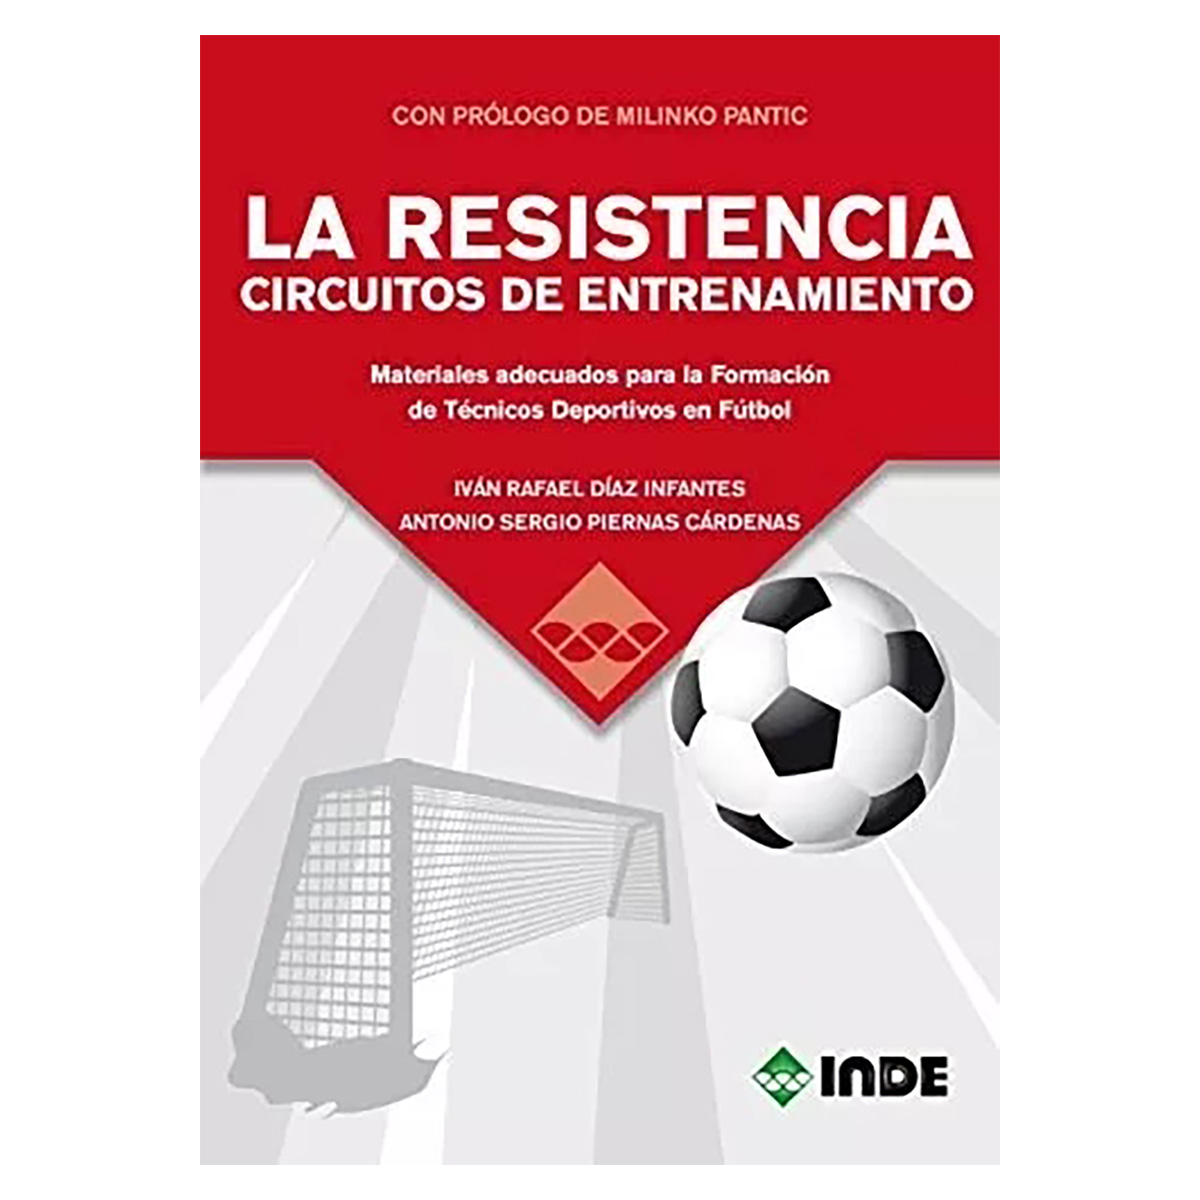 CON PRÓLOGO DE MILINKO PANTIC
LA RESISTENCIA
CIRCUITOS DE ENTRENAMIENTO
Materiales adecuados para la Formación
de Técnicos Deportivos en Fútbol
IVÁN RAFAEL DÍAZ INFANTES
ANTONIO SERGIO PIERNAS CÁRDENAS
INDE